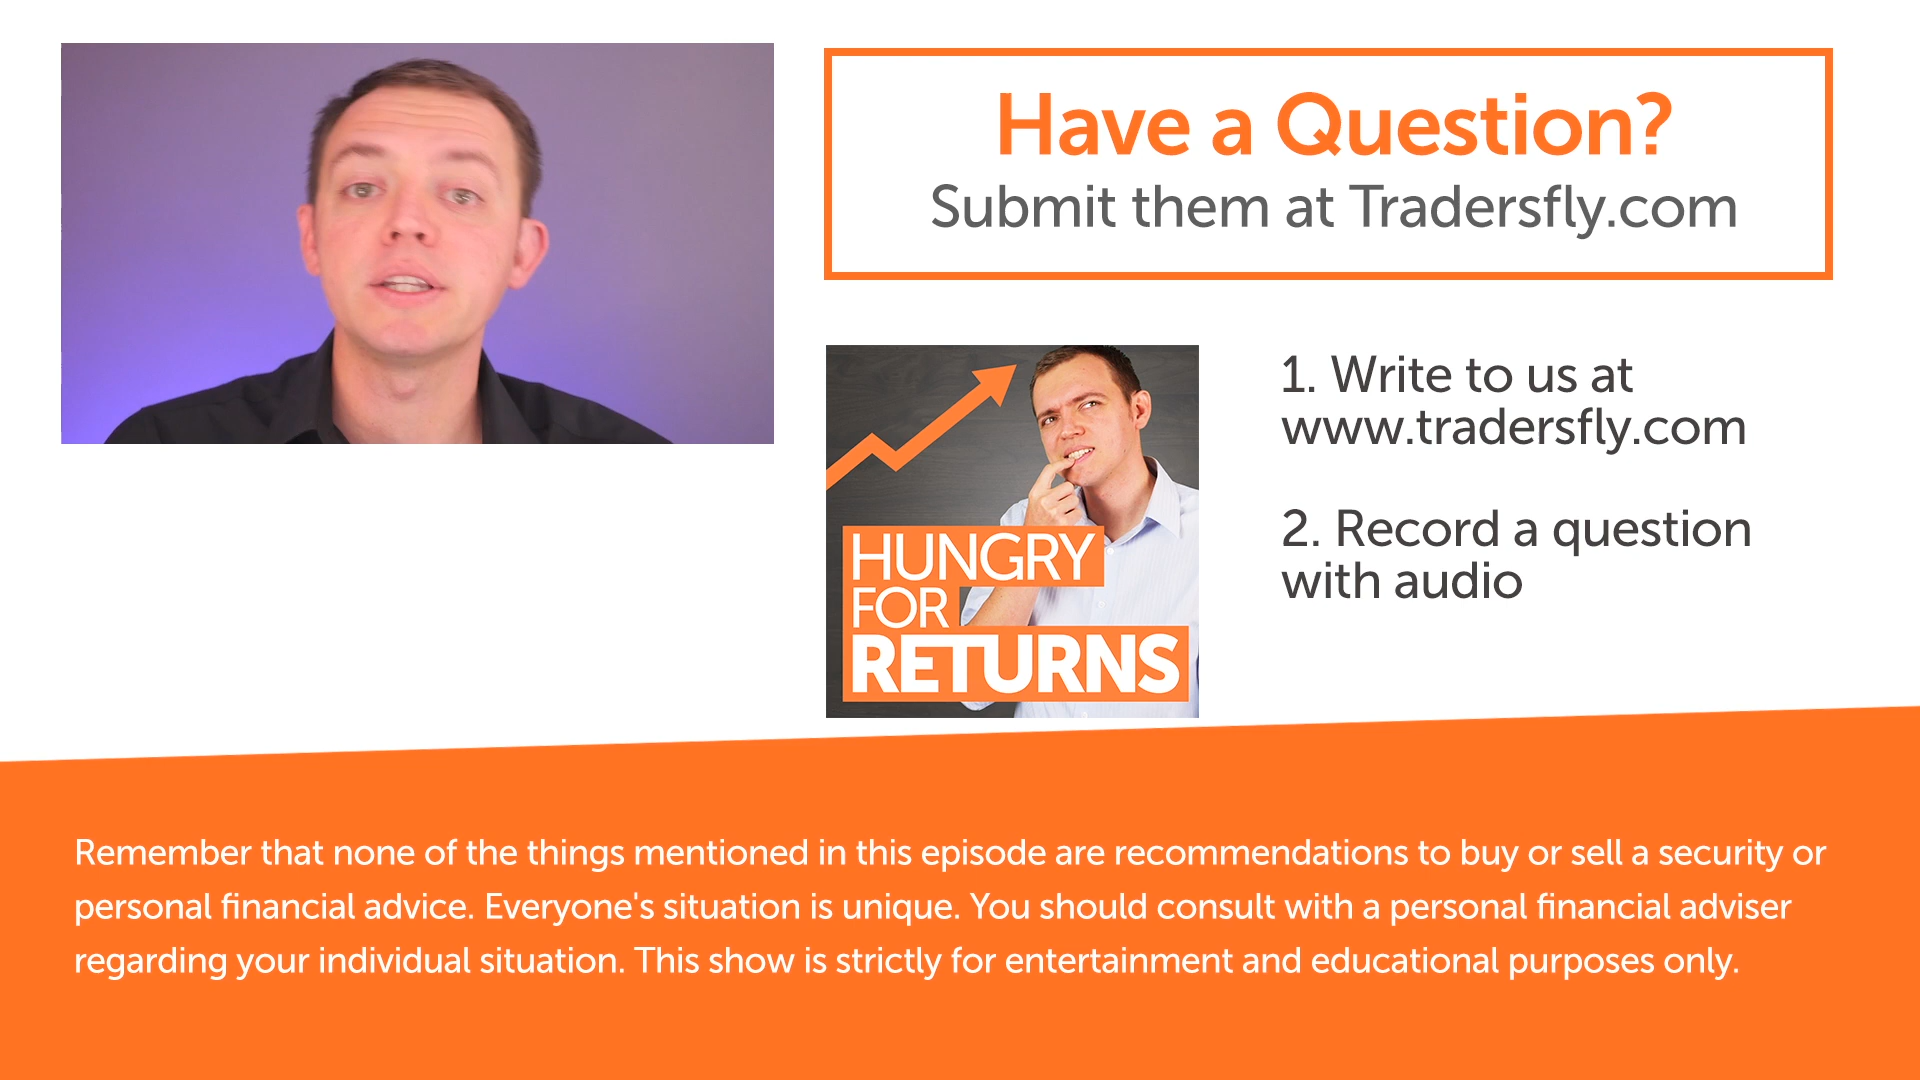 Have a Question?
Submit them at Tradersfly.com
HUNGRY
FOR
RETURNS
1. Write to us at
www.tradersfly.com
2. Record a question
with audio
Remember that none of the things mentioned in this episode are recommendations to buy or sell a security or
personal financial advice. Everyone's situation is unique. You should consult with a personal financial adviser
regarding your individual situation. This show is strictly for entertainment and educational purposes only.